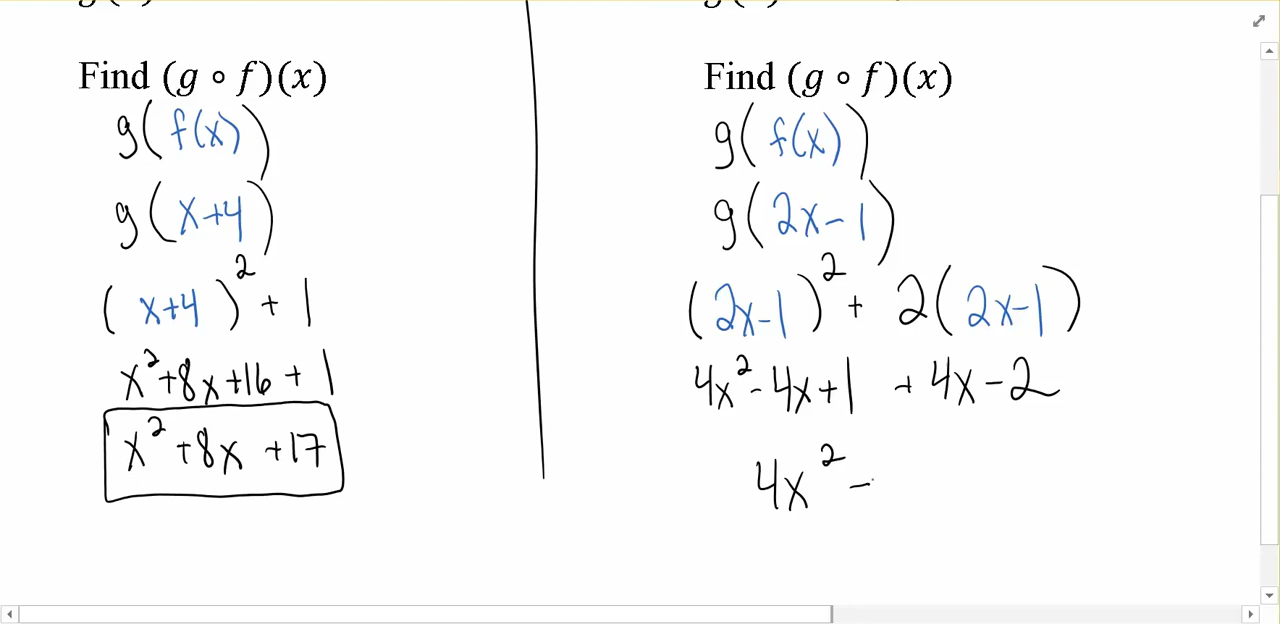 Find (g ∘ f)(x)
g(f(x))
g(x+4)
(x+4)² + 1
x²+8x+16 + 1
x² +8x +17
Find (g ∘ f)(x)
g(f(x))
g(2x-1)
(2x-1)² + 2(2x-1)
4x² - 4x+1 + 4x-2
4x² -